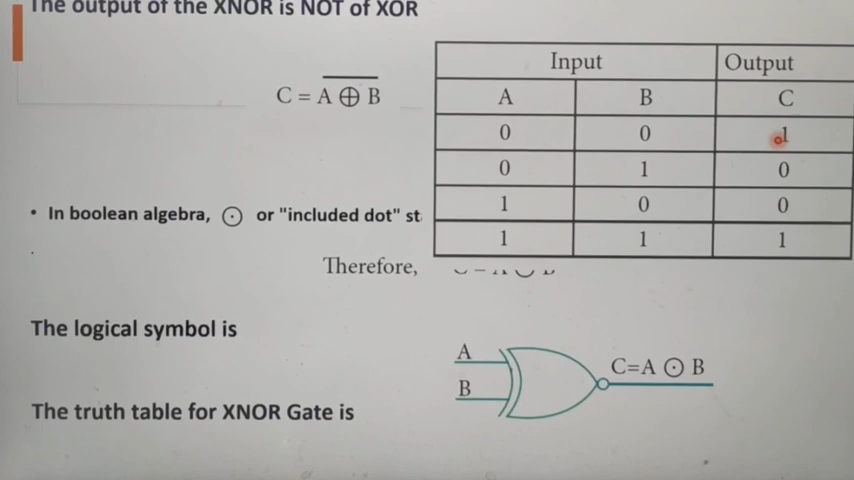 The output of the XNOR is NOT of XOR
C = \overline{A ⊕ B}
Input Output
A B C
0 0 1
0 1 0
1 0 0
1 1 1
• In boolean algebra, ⊙ or "included dot" st
Therefore,
The logical symbol is
A
B
C=A ⊙ B
The truth table for XNOR Gate is